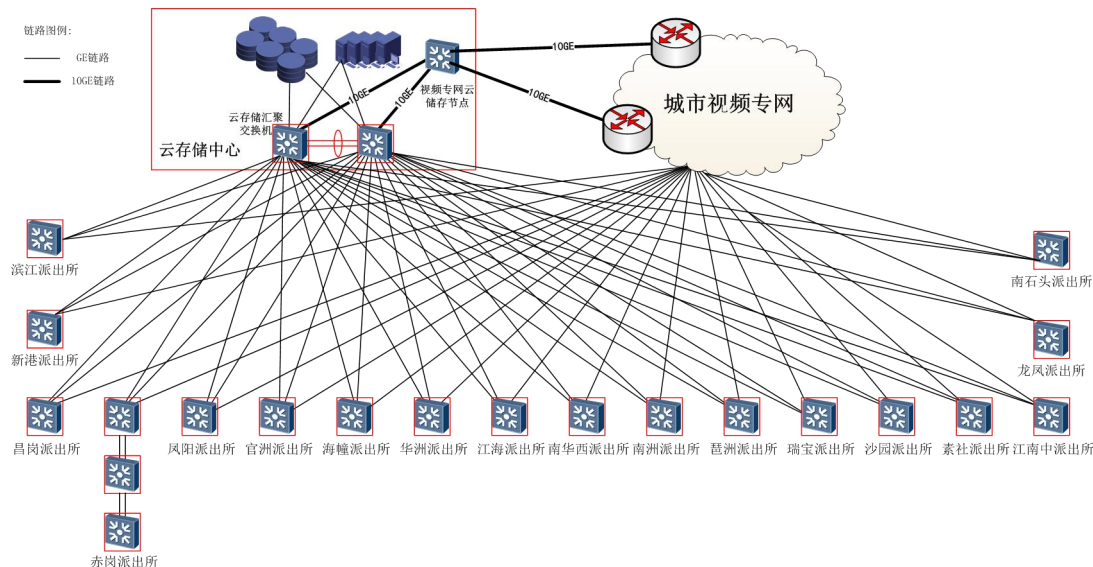 链路图例:
GE链路
10GE链路
10GE
10GE
10GE
10GE
视频专网云
储存节点
云存储汇聚
交换机
云存储中心
城市视频专网
滨江派出所
南石头派出所
新港派出所
龙凤派出所
昌岗派出所
凤阳派出所
官洲派出所
海幢派出所
华洲派出所
江海派出所
南华西派出所
南洲派出所
琶洲派出所
瑞宝派出所
沙园派出所
素社派出所
江南中派出所
赤岗派出所